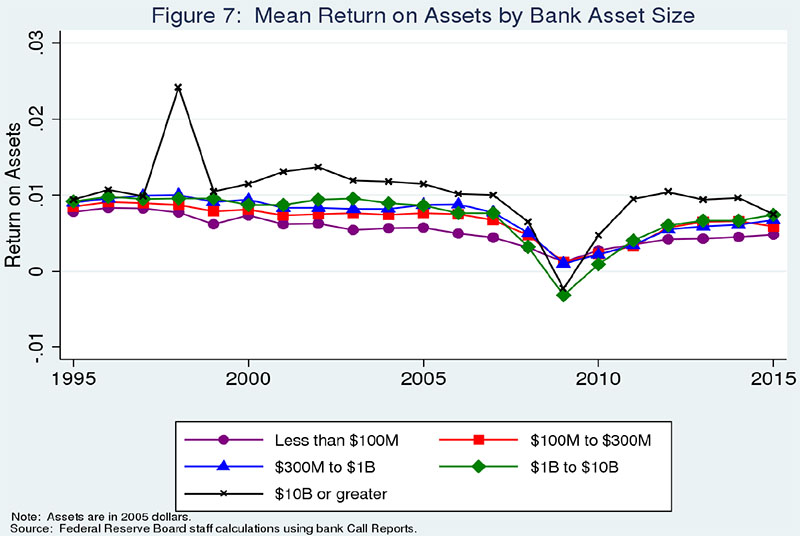 Figure 7:  Mean Return on Assets by Bank Asset Size
Return on Assets
.03
.02
.01
0
-.01
1995 2000 2005 2010 2015
Less than $100M $100M to $300M
$300M to $1B $1B to $10B
$10B or greater
Note:  Assets are in 2005 dollars.
Source:  Federal Reserve Board staff calculations using bank Call Reports.